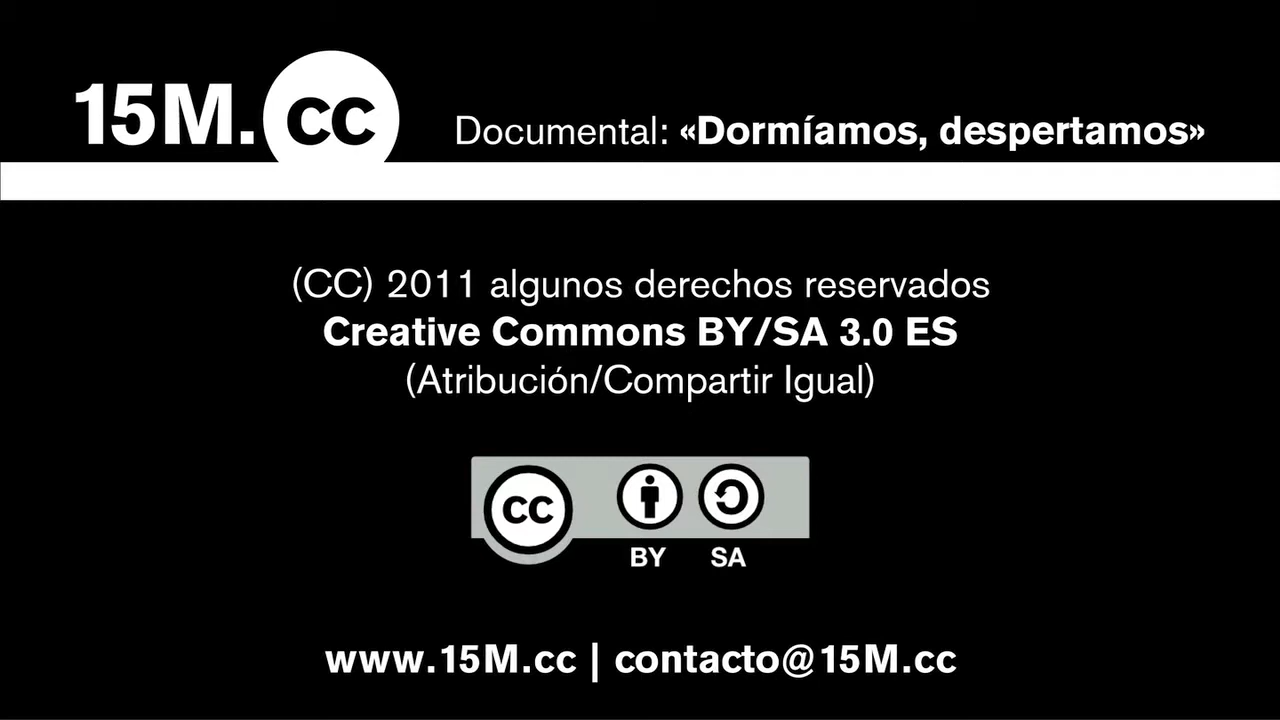 15M.cc
Documental: «Dormíamos, despertamos»
(CC) 2011 algunos derechos reservados
Creative Commons BY/SA 3.0 ES
(Atribución/Compartir Igual)
cc
BY SA
www.15M.cc | contacto@15M.cc